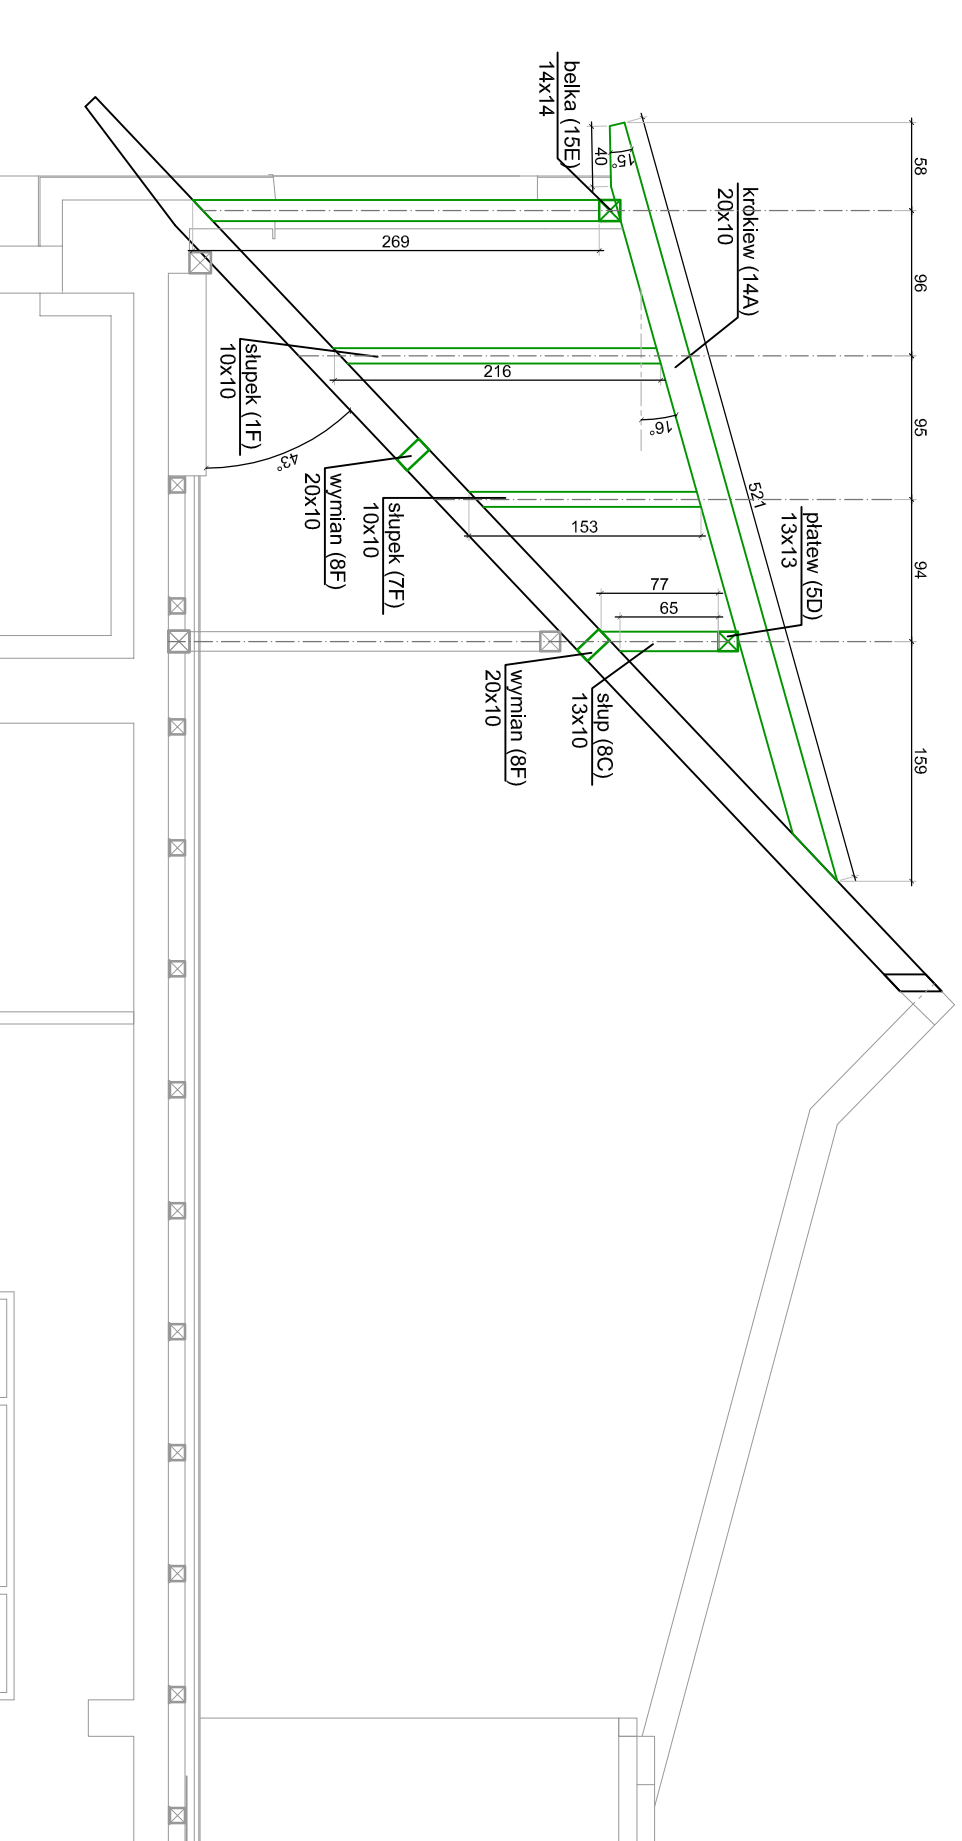 58
96
95
94
159
521
krokiew (14A)
20x10
płatew (5D)
13x13
belka (15E)
14x14
40
15°
16°
269
216
153
77
65
słup (8C)
13x10
wymian (8F)
20x10
słupek (7F)
10x10
wymian (8F)
20x10
słupek (1F)
10x10
43°